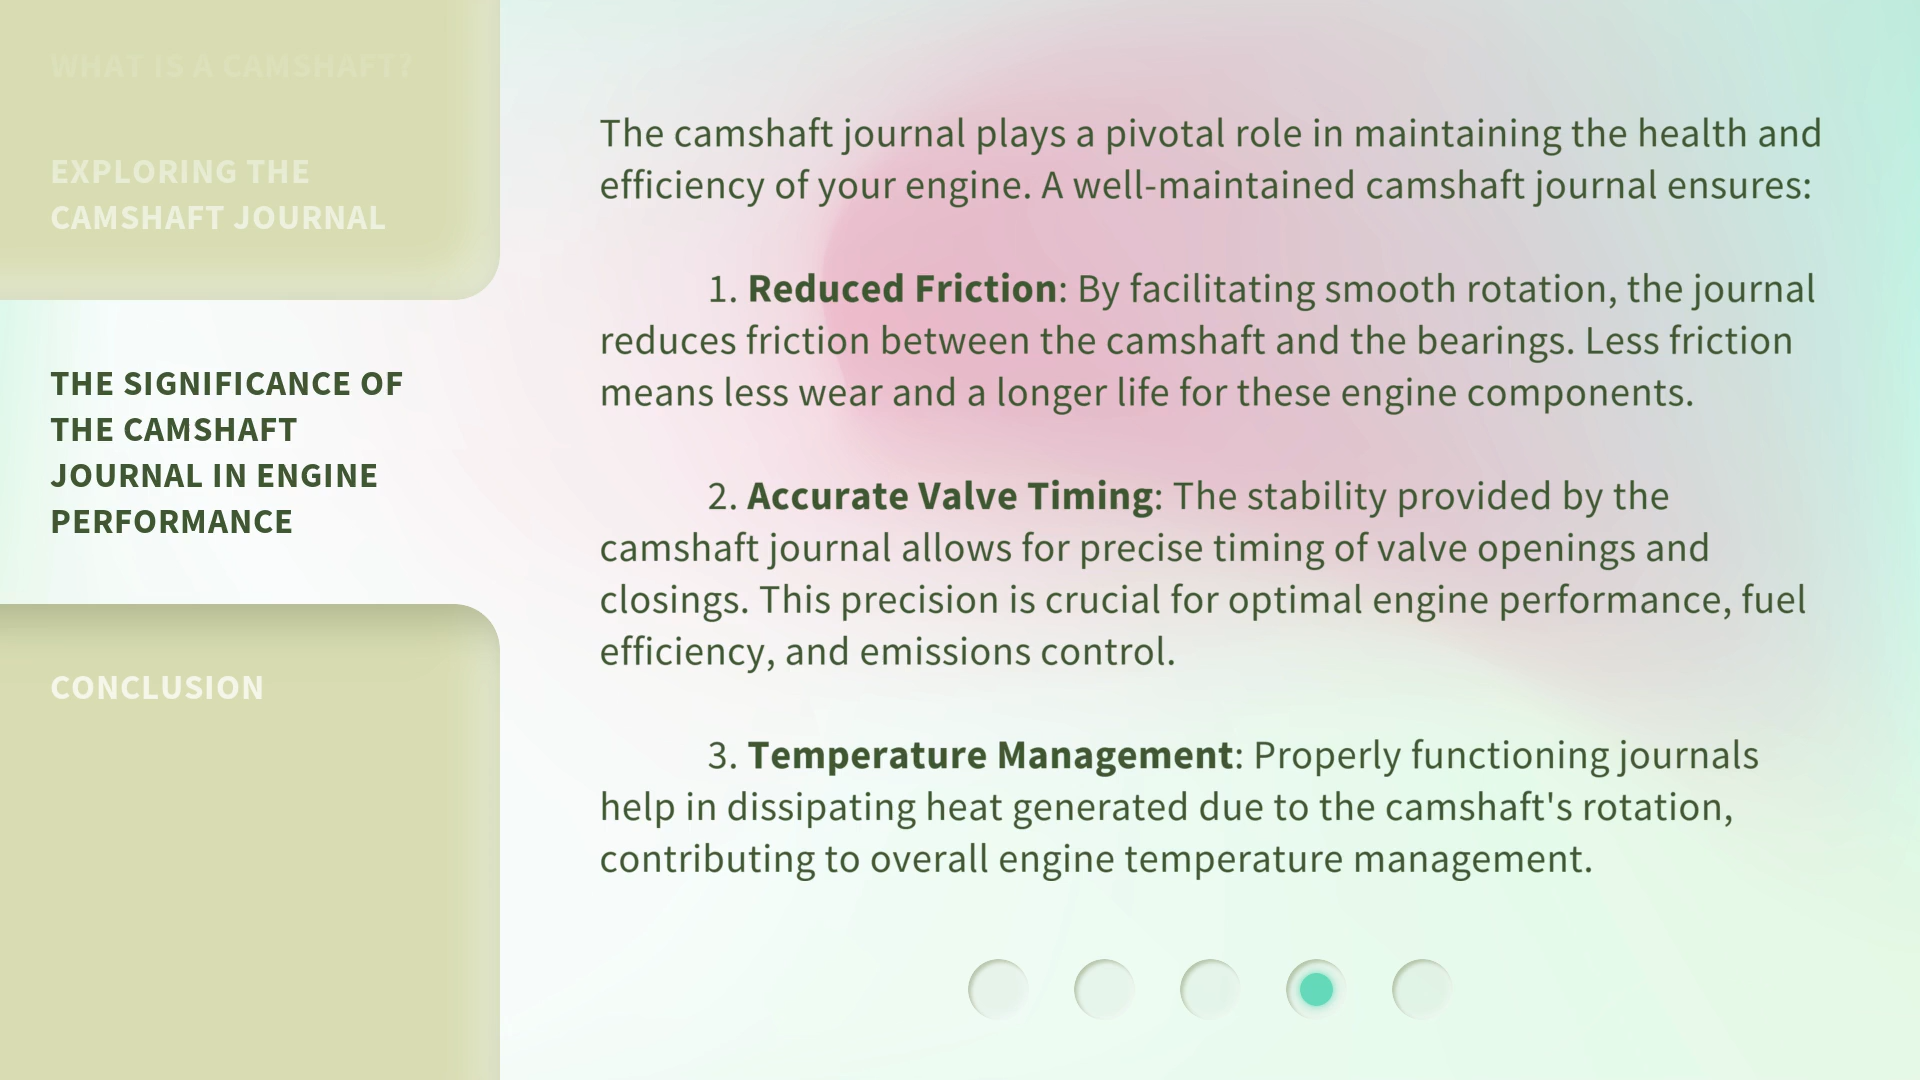 WHAT IS A CAMSHAFT?
EXPLORING THE
CAMSHAFT JOURNAL
THE SIGNIFICANCE OF
THE CAMSHAFT
JOURNAL IN ENGINE
PERFORMANCE
CONCLUSION
The camshaft journal plays a pivotal role in maintaining the health and
efficiency of your engine. A well-maintained camshaft journal ensures:
1. Reduced Friction: By facilitating smooth rotation, the journal
reduces friction between the camshaft and the bearings. Less friction
means less wear and a longer life for these engine components.
2. Accurate Valve Timing: The stability provided by the
camshaft journal allows for precise timing of valve openings and
closings. This precision is crucial for optimal engine performance, fuel
efficiency, and emissions control.
3. Temperature Management: Properly functioning journals
help in dissipating heat generated due to the camshaft's rotation,
contributing to overall engine temperature management.